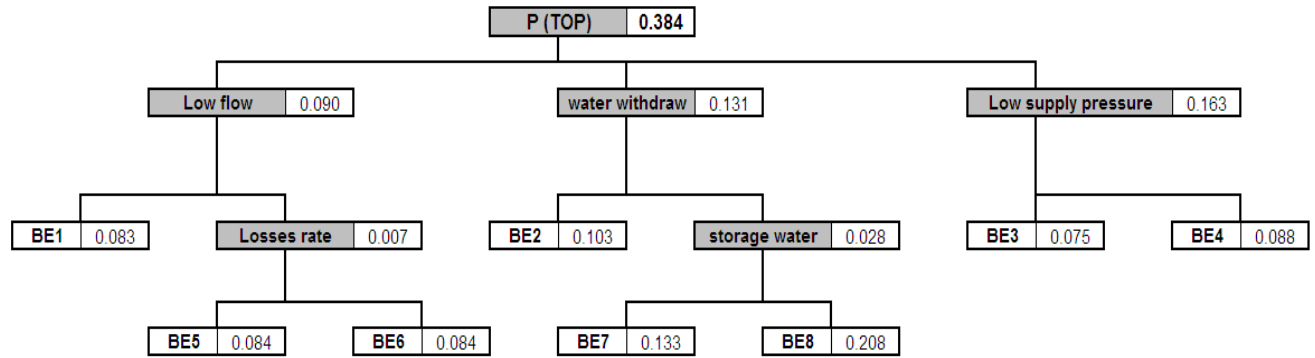 P (TOP) 0.384
Low flow 0.090 water withdraw 0.131 Low supply pressure 0.163
BE1 0.083 Losses rate 0.007 BE2 0.103 storage water 0.028 BE3 0.075 BE4 0.088
BE5 0.084 BE6 0.084 BE7 0.133 BE8 0.208